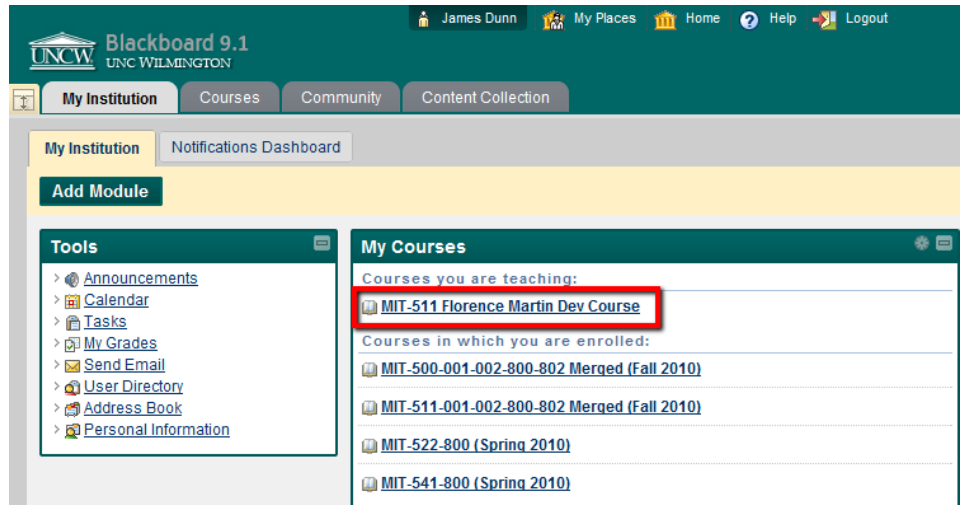 James Dunn My Places Home Help Logout
UNCW Blackboard 9.1
UNC WILMINGTON
My Institution Courses Community Content Collection
My Institution Notifications Dashboard
Add Module
Tools
Announcements
Calendar
Tasks
My Grades
Send Email
User Directory
Address Book
Personal Information
My Courses
Courses you are teaching:
MIT-511 Florence Martin Dev Course
Courses in which you are enrolled:
MIT-500-001-002-800-802 Merged (Fall 2010)
MIT-511-001-002-800-802 Merged (Fall 2010)
MIT-522-800 (Spring 2010)
MIT-541-800 (Spring 2010)